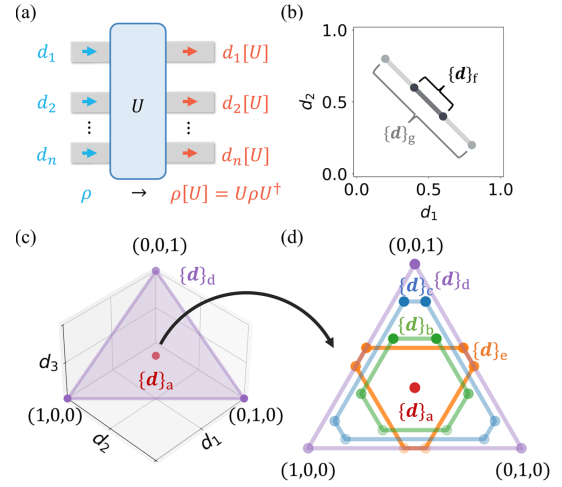 (a)
d₁ d₁[U]
d₂ U d₂[U]
⋮ ⋮
dₙ dₙ[U]
ρ → ρ[U] = UρU†
(b)
1.0
0.5
0.0
d₂
{d}f
{d}g
0.0 0.5 1.0
d₁
(c)
(0,0,1)
{d}d
d₃
{d}a
(1,0,0) (0,1,0)
d₂ d₁
(d)
(0,0,1)
{d}c {d}d
{d}b
{d}e
{d}a
(1,0,0) (0,1,0)